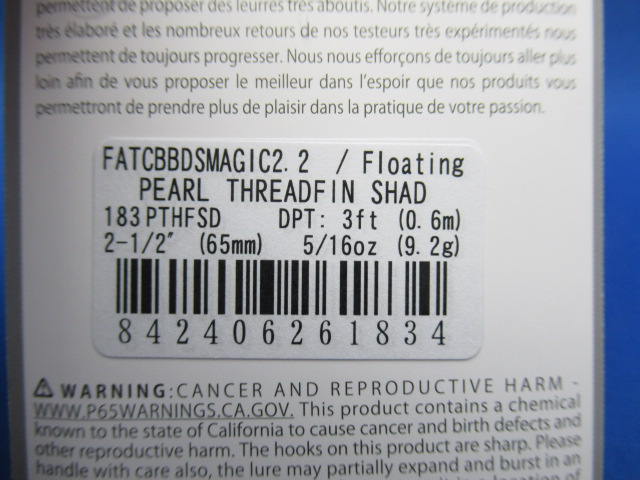 permettent de proposer des leurres très aboutis. Notre système de production
très élaboré et les nombreux retours de nos testeurs très expérimentés nous
permettent de toujours progresser. Nous nous efforçons de toujours aller plus
loin afin de vous proposer le meilleur dans l'espoir que nos produits vous
permettront de prendre plus de plaisir dans la pratique de votre passion.
FATCBBDSMAGIC2.2 / Floating
PEARL THREADFIN SHAD
183PTHFSD DPT: 3ft (0.6m)
2-1/2" (65mm) 5/16oz (9.2g)
842406261834
⚠ WARNING:CANCER AND REPRODUCTIVE HARM -
WWW.P65WARNINGS.CA.GOV. This product contains a chemical
known to the state of California to cause cancer and birth defects and
other reproductive harm. The hooks on this product are sharp. Please
handle with care also, the lure may partially expand and burst in an